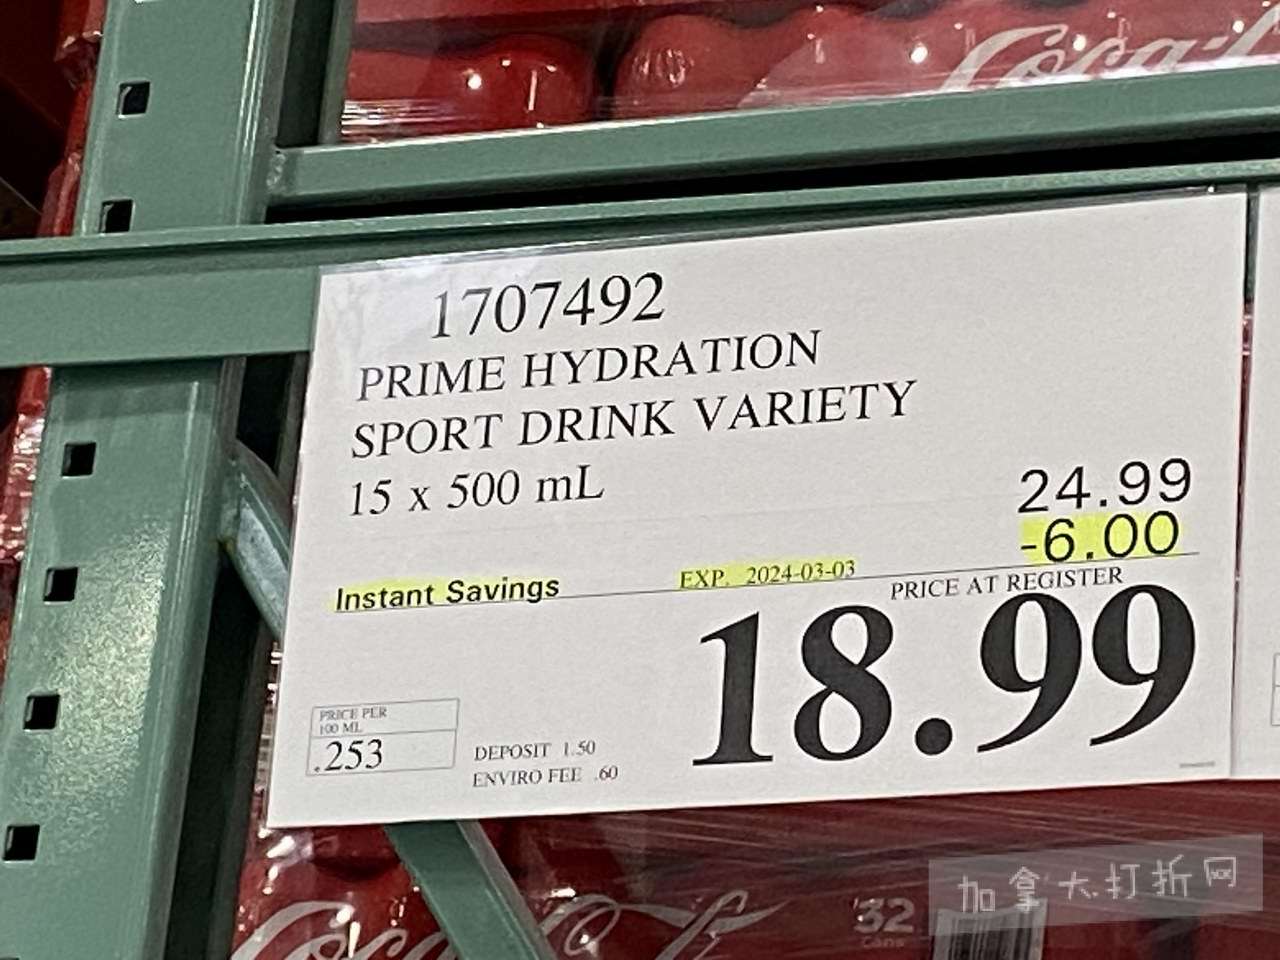 Coca-C
1707492
PRIME HYDRATION
SPORT DRINK VARIETY
15 x 500 mL
24.99
-6.00
Instant Savings EXP. 2024-03-03
PRICE AT REGISTER
18.99
PRICE PER
100 ML
.253
DEPOSIT 1.50
ENVIRO FEE .60
Coca
32
Cans
加拿大打折网